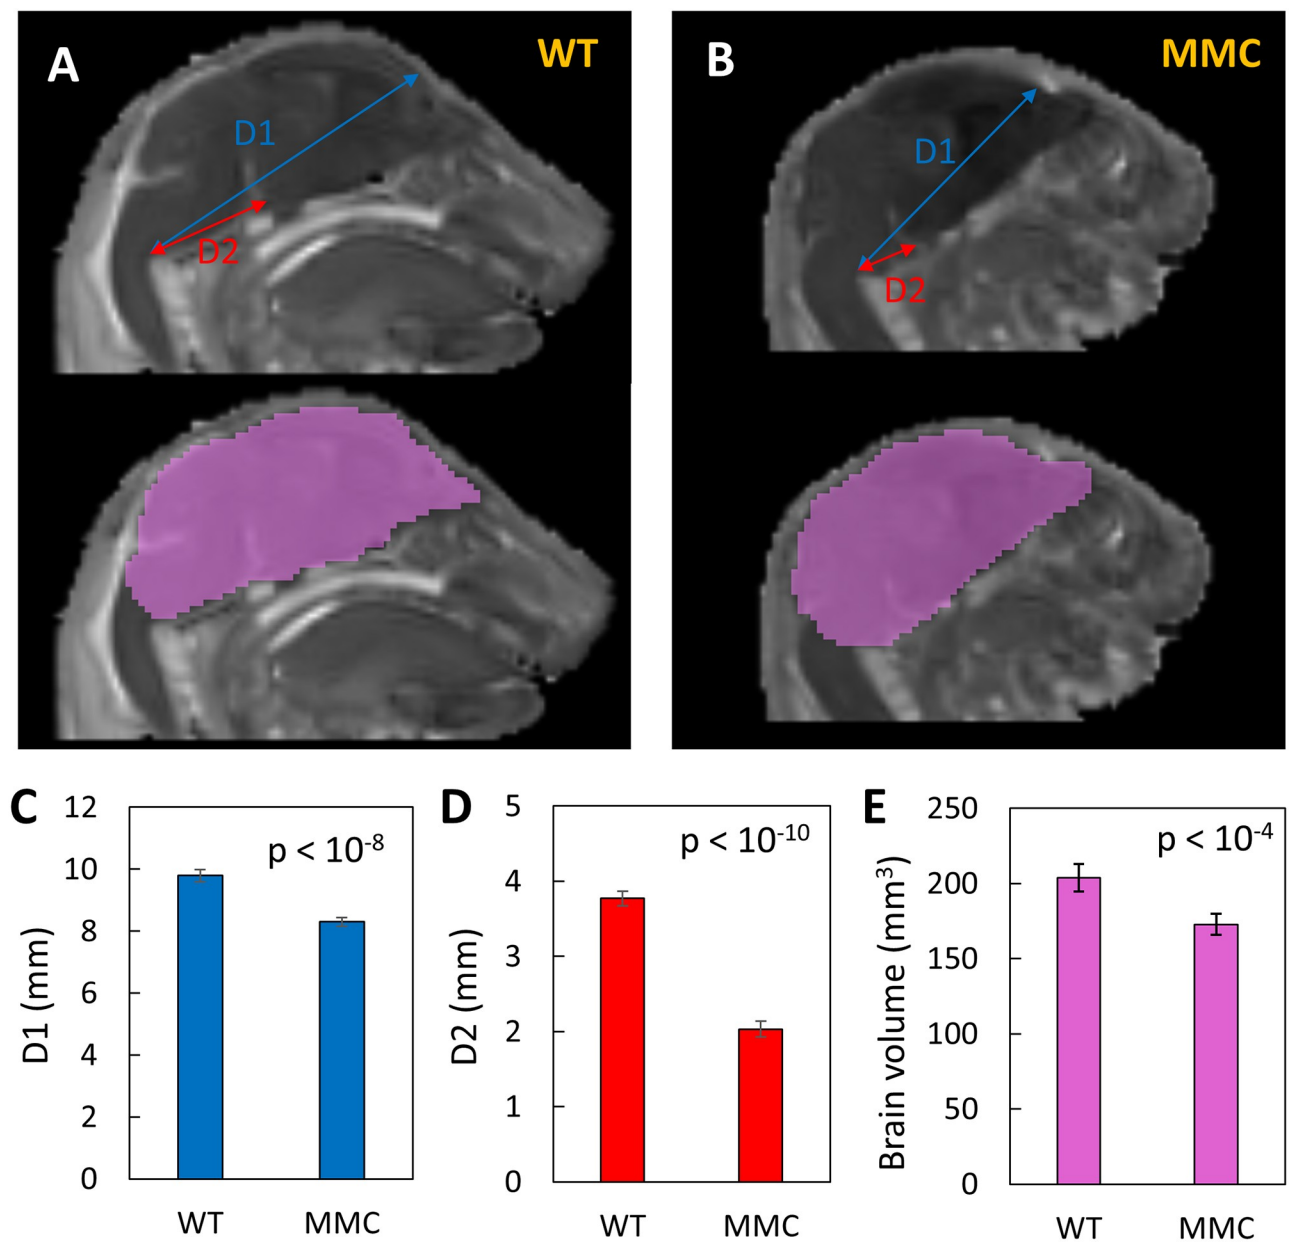 A
WT
D1
D2
B
MMC
D1
D2
C
D1 (mm)
12
10
8
6
4
2
0
p < 10-8
WT
MMC
D
D2 (mm)
5
4
3
2
1
0
p < 10-10
WT
MMC
E
Brain volume (mm3)
250
200
150
100
50
0
p < 10-4
WT
MMC